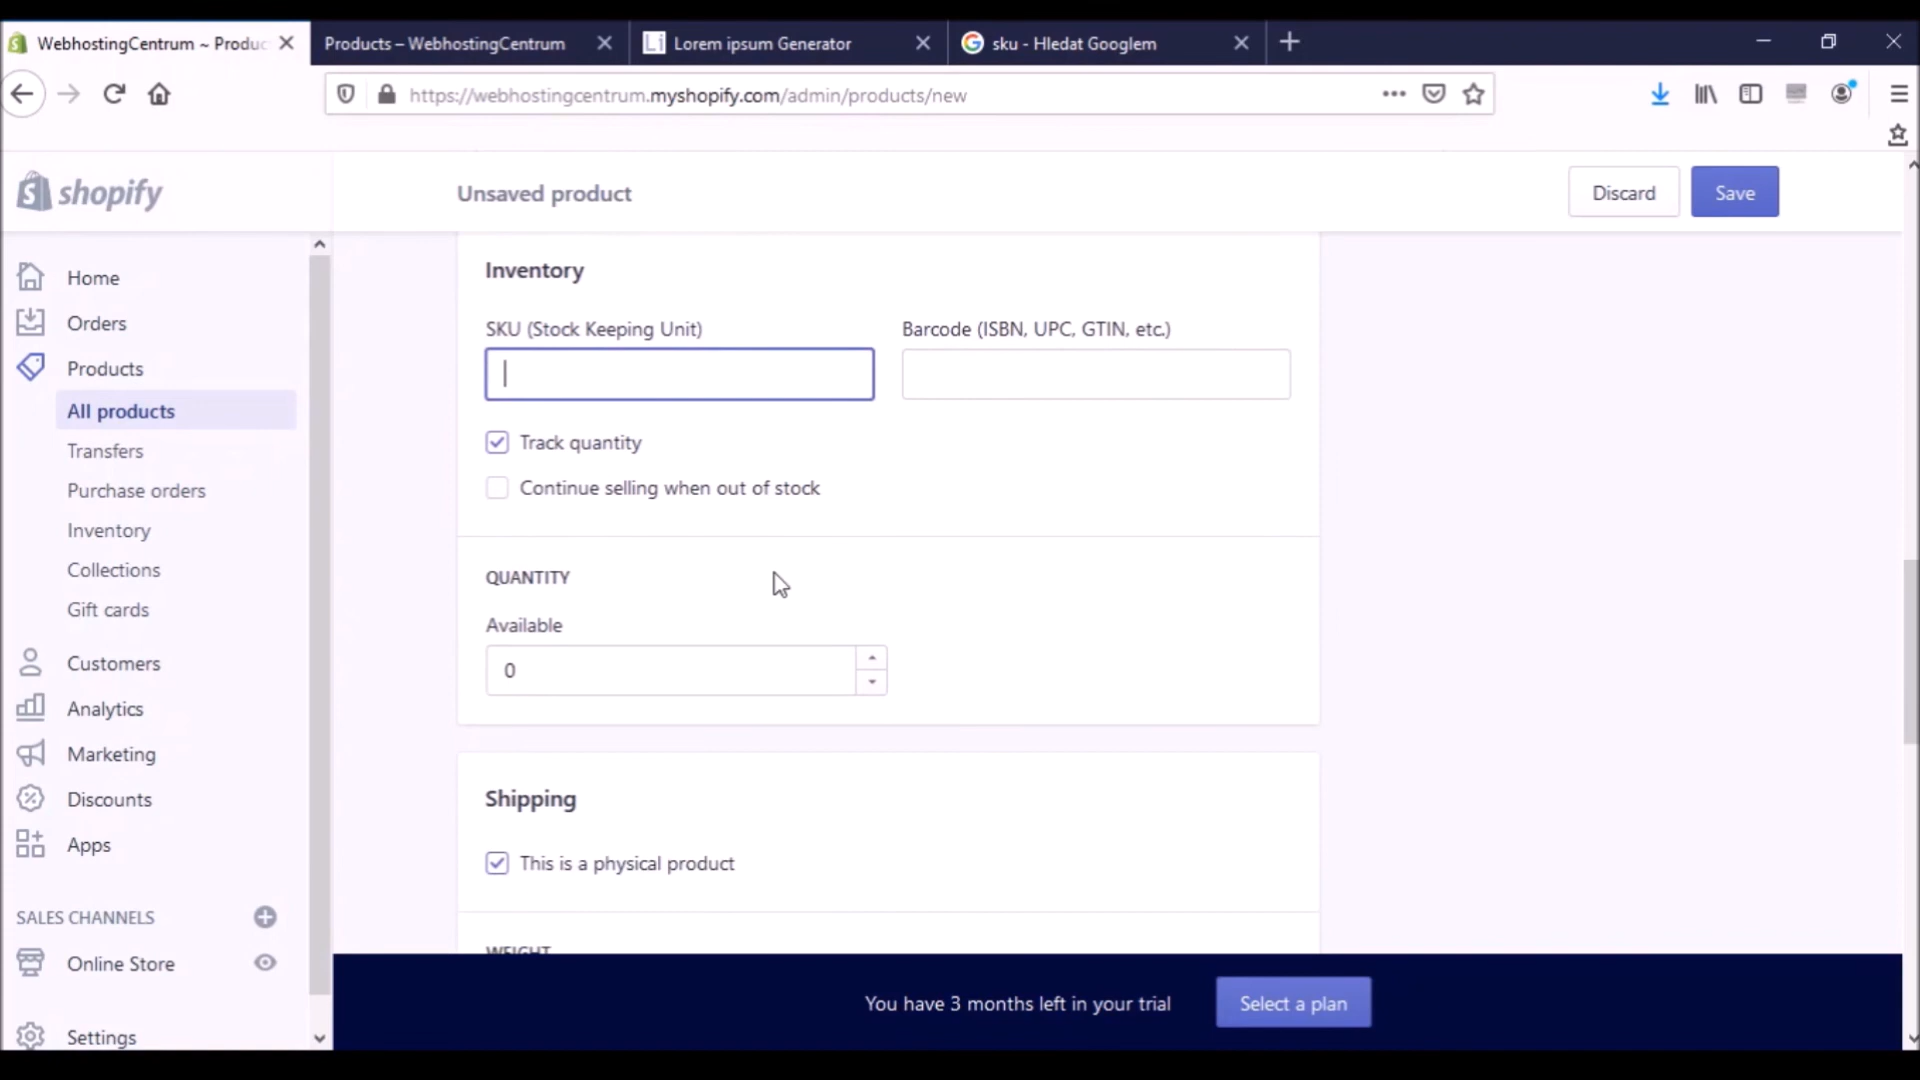 WebhostingCentrum ~ Produc
Products – WebhostingCentrum
Lorem ipsum Generator
sku - Hledat Googlem
https://webhostingcentrum.myshopify.com/admin/products/new
shopify
Unsaved product
Discard
Save
Home
Orders
Products
All products
Transfers
Purchase orders
Inventory
Collections
Gift cards
Customers
Analytics
Marketing
Discounts
Apps
SALES CHANNELS
Online Store
Settings
Inventory
SKU (Stock Keeping Unit)
Barcode (ISBN, UPC, GTIN, etc.)
Track quantity
Continue selling when out of stock
QUANTITY
Available
0
Shipping
This is a physical product
WEIGHT
You have 3 months left in your trial
Select a plan